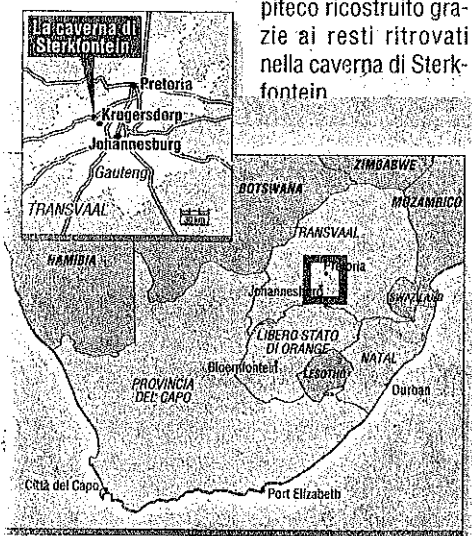 piteco ricostruito gra-
zie ai resti ritrovati
nella caverna di Sterk-
fontein
La caverna di
Sterkfontein
Pretoria
Krugersdorp
Johannesburg
Gauteng
TRANSVAAL
30 km
ZIMBABWE
BOTSWANA
MOZAMBICO
TRANSVAAL
NAMIBIA
Pretoria
Johannesburg
SWAZILAND
LIBERO STATO
DI ORANGE
NATAL
Bloemfontein
LESOTHO
PROVINCIA
DEL CAPO
Durban
Città del Capo
Port Elizabeth